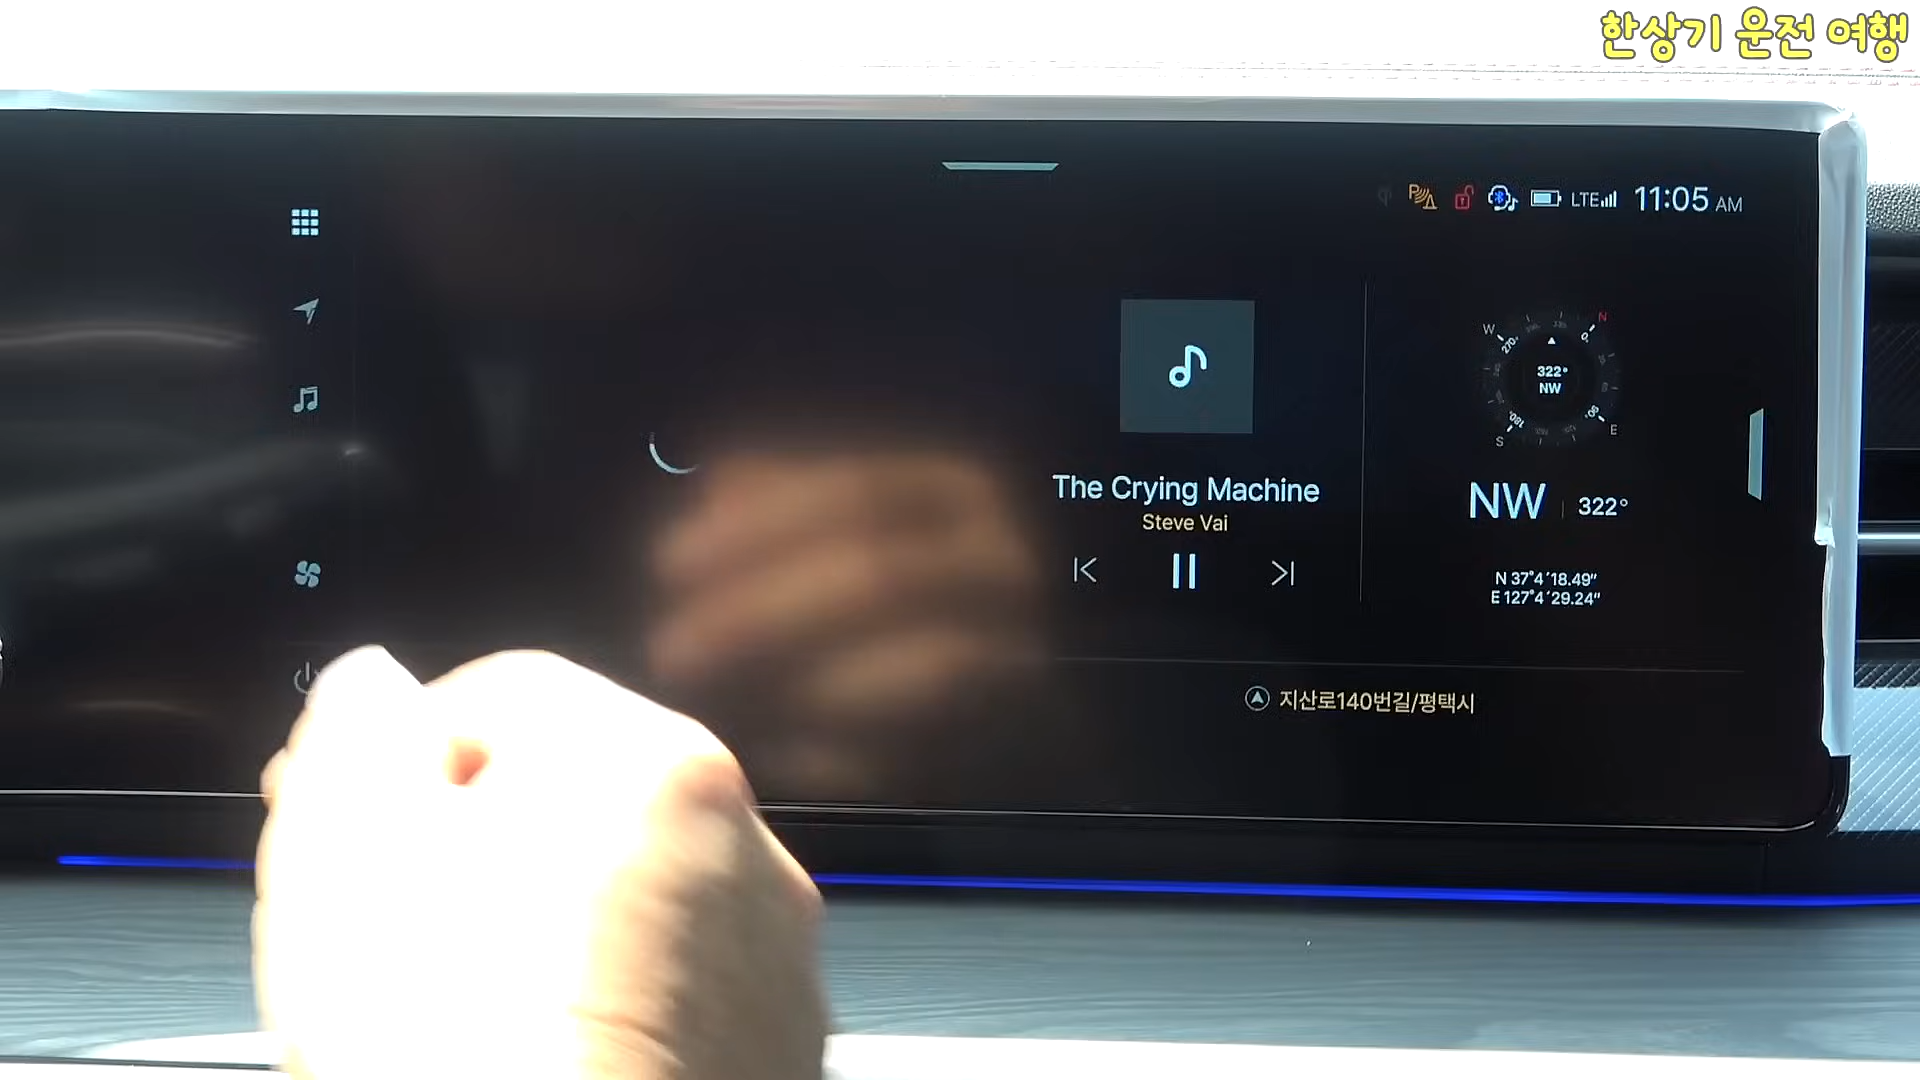 한상기 운전 여행
LTE 11:05 AM
W N
322°
NW
S E
The Crying Machine
Steve Vai
NW 322°
N 37°4´18.49"
E 127°4´29.24"
지산로140번길/평택시